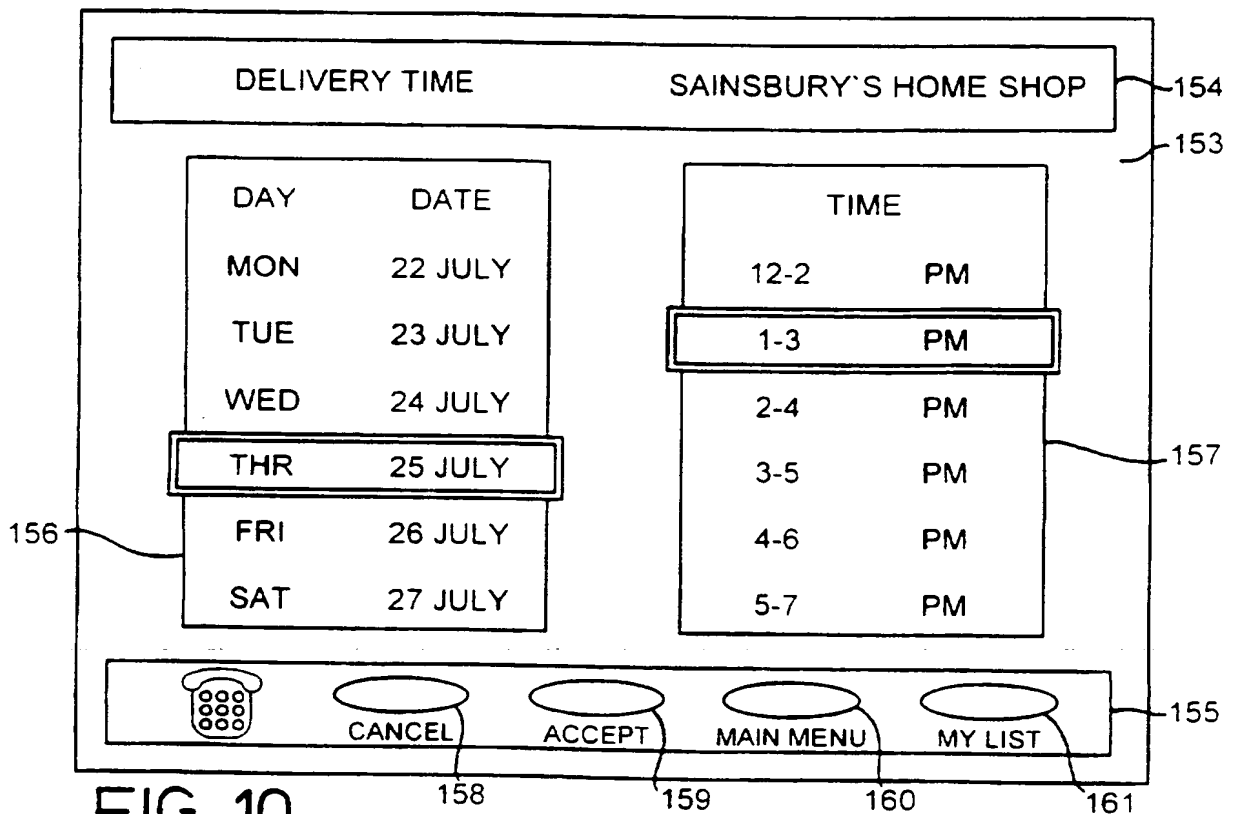 DELIVERY TIME SAINSBURY`S HOME SHOP
154
153
DAY DATE
MON 22 JULY
TUE 23 JULY
WED 24 JULY
THR 25 JULY
FRI 26 JULY
SAT 27 JULY
156
TIME
12-2 PM
1-3 PM
2-4 PM
3-5 PM
4-6 PM
5-7 PM
157
CANCEL ACCEPT MAIN MENU MY LIST
155
158 159 160 161
FIG. 10